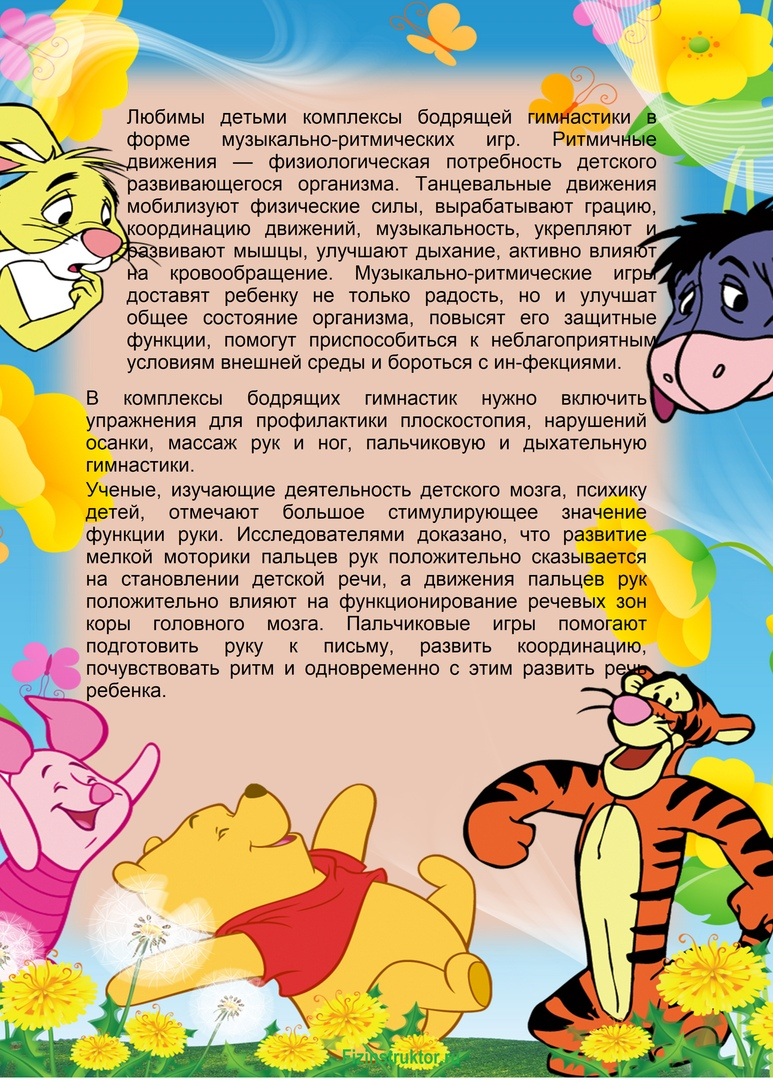 Любимы детьми комплексы бодрящей гимнастики в
форме музыкально-ритмических игр. Ритмичные
движения — физиологическая потребность детского
развивающегося организма. Танцевальные движения
мобилизуют физические силы, вырабатывают грацию,
координацию движений, музыкальность, укрепляют и
развивают мышцы, улучшают дыхание, активно влияют
на кровообращение. Музыкально-ритмические игры
доставят ребенку не только радость, но и улучшат
общее состояние организма, повысят его защитные
функции, помогут приспособиться к неблагоприятным
условиям внешней среды и бороться с ин-фекциями.
В комплексы бодрящих гимнастик нужно включить
упражнения для профилактики плоскостопия, нарушений
осанки, массаж рук и ног, пальчиковую и дыхательную
гимнастики.
Ученые, изучающие деятельность детского мозга, психику
детей, отмечают большое стимулирующее значение
функции руки. Исследователями доказано, что развитие
мелкой моторики пальцев рук положительно сказывается
на становлении детской речи, а движения пальцев рук
положительно влияют на функционирование речевых зон
коры головного мозга. Пальчиковые игры помогают
подготовить руку к письму, развить координацию,
почувствовать ритм и одновременно с этим развить речь
ребенка.